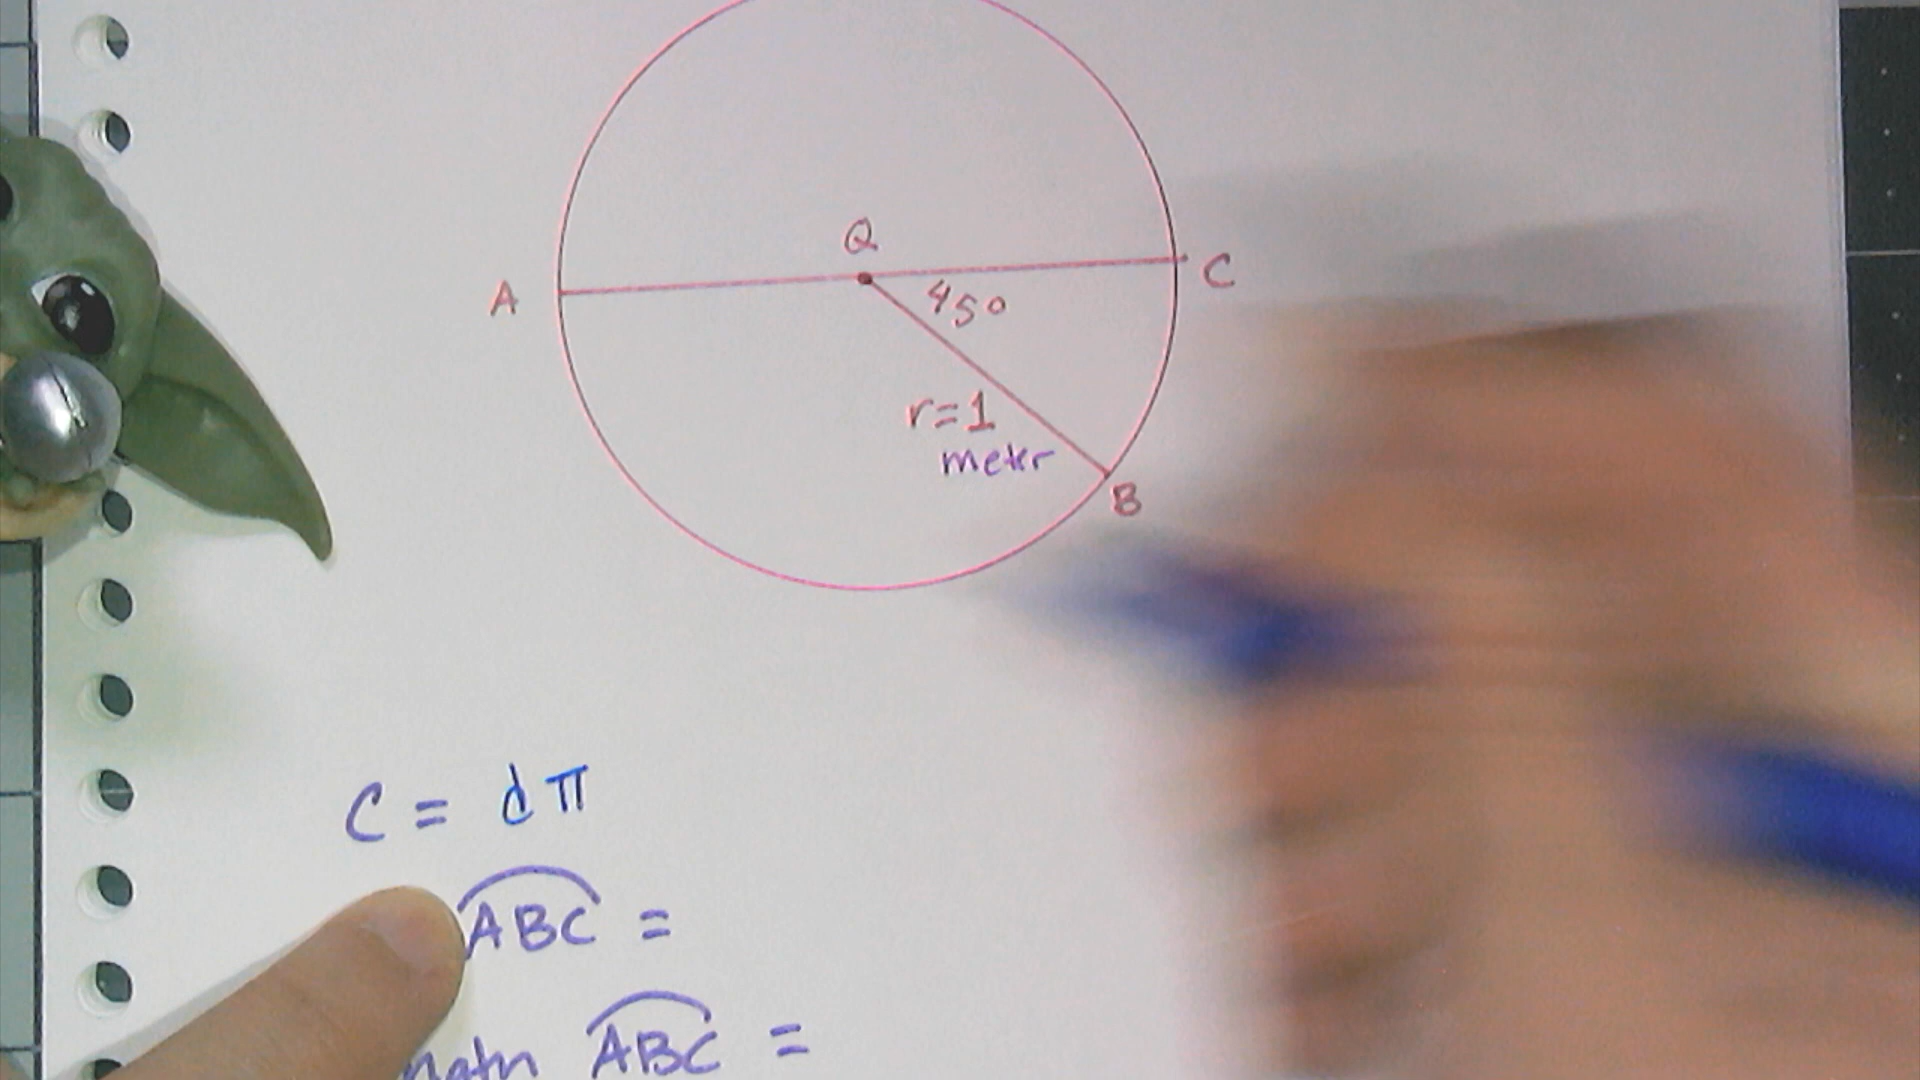 Q
A
C
45°
r=1
meter
B
C = dπ
ABC =
ABC =